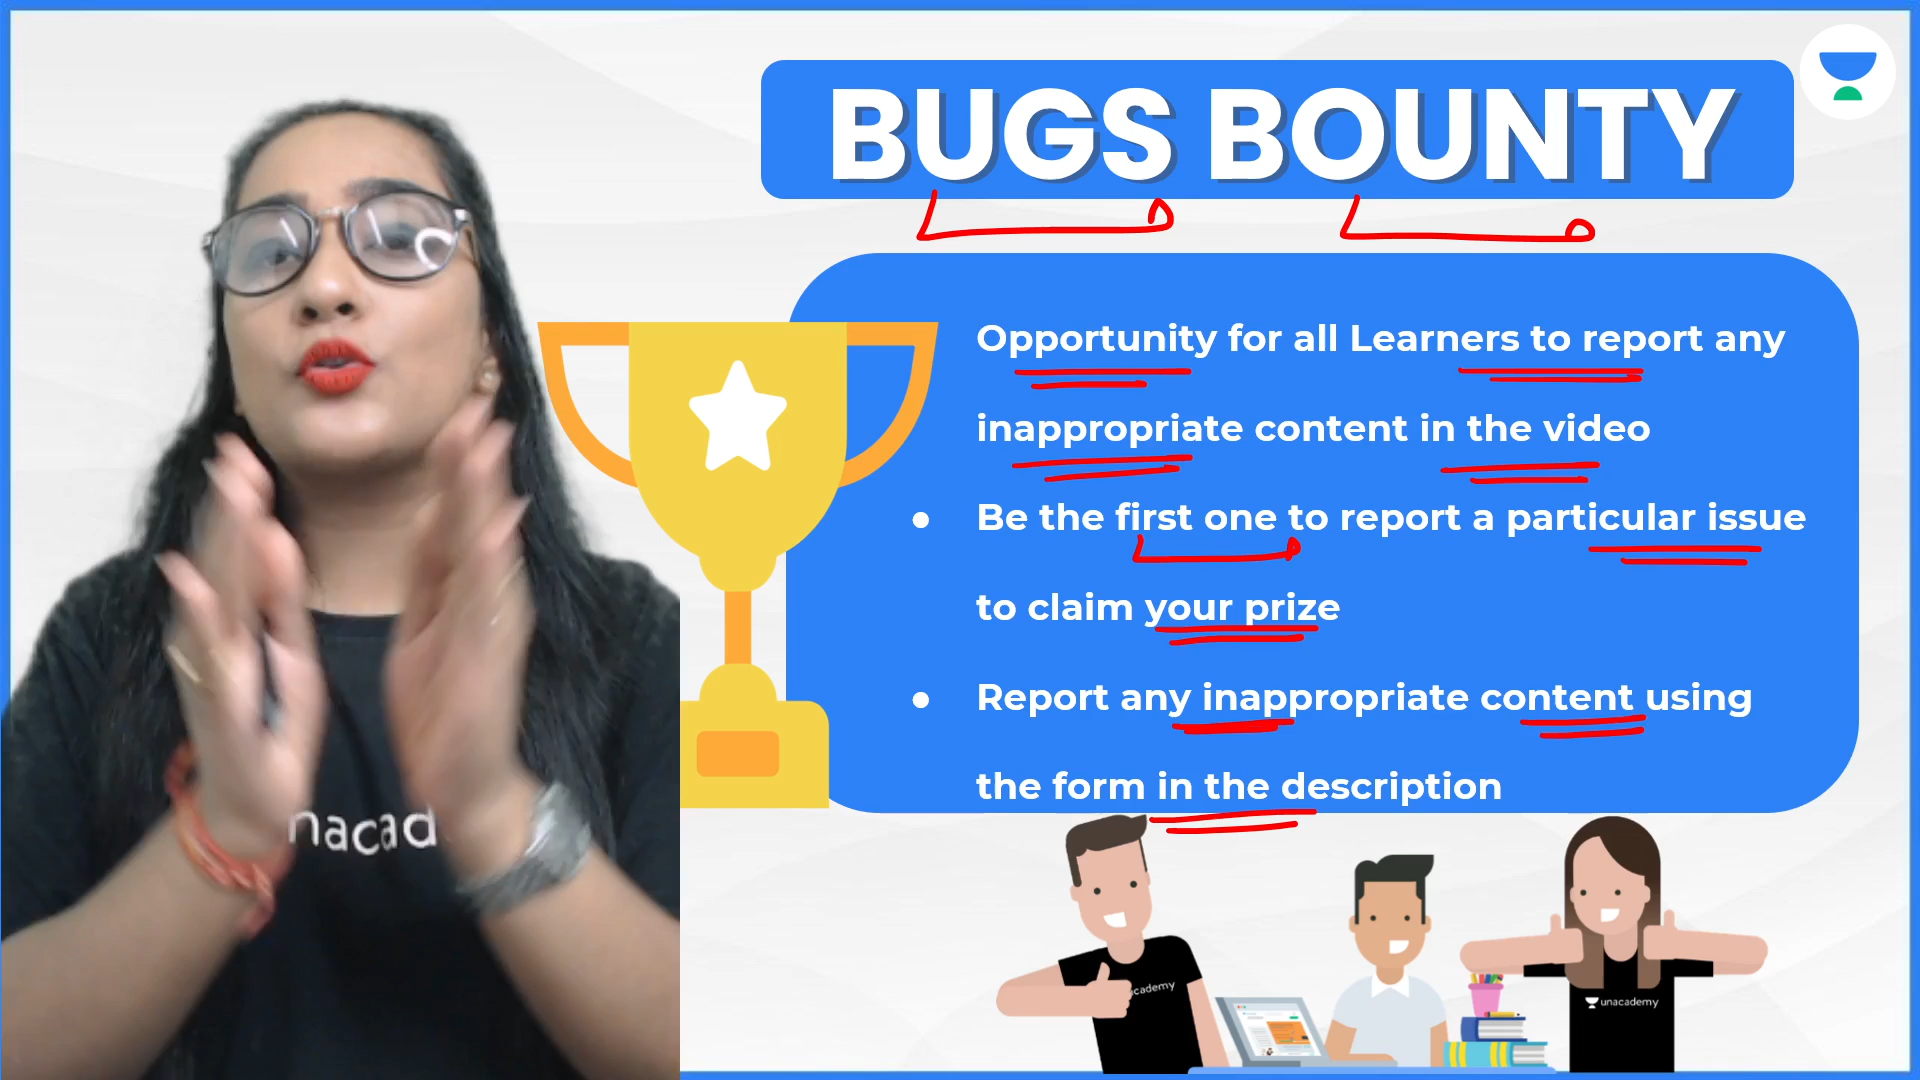 BUGS BOUNTY
Opportunity for all Learners to report any
inappropriate content in the video
● Be the first one to report a particular issue
to claim your prize
● Report any inappropriate content using
the form in the description
nacad
academy
unacademy